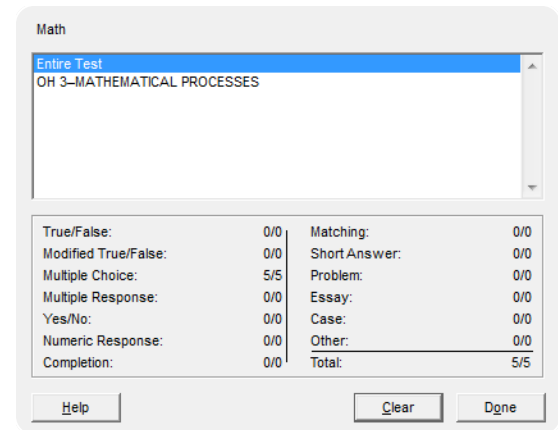 Math
Entire Test
OH 3–MATHEMATICAL PROCESSES
True/False: 0/0 Matching: 0/0
Modified True/False: 0/0 Short Answer: 0/0
Multiple Choice: 5/5 Problem: 0/0
Multiple Response: 0/0 Essay: 0/0
Yes/No: 0/0 Case: 0/0
Numeric Response: 0/0 Other: 0/0
Completion: 0/0 Total: 5/5
Help Clear Done